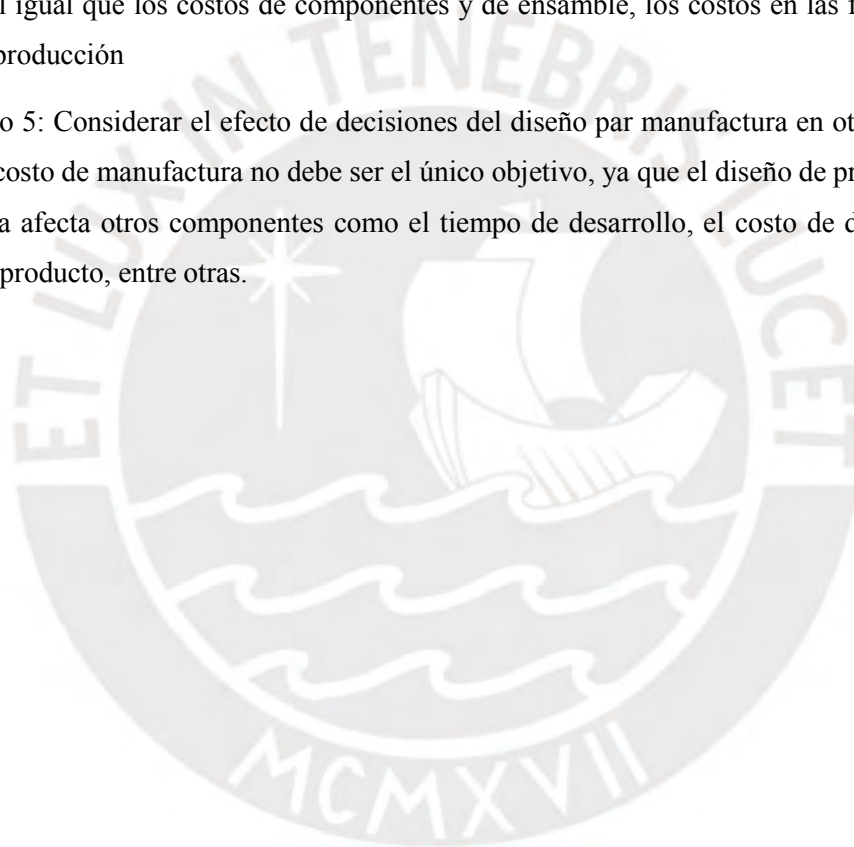 l igual que los costos de componentes y de ensamble, los costos en las f
producción
o 5: Considerar el efecto de decisiones del diseño par manufactura en ot
costo de manufactura no debe ser el único objetivo, ya que el diseño de pr
a afecta otros componentes como el tiempo de desarrollo, el costo de d
producto, entre otras.
ET LUX IN TENEBRIS LUCET
MCMXVII